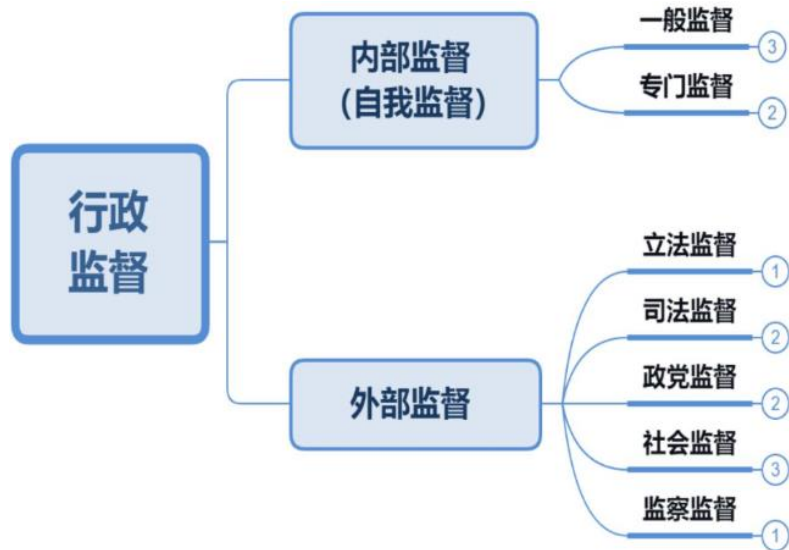 行政
监督
内部监督
（自我监督）
一般监督
3
专门监督
2
外部监督
立法监督
1
司法监督
2
政党监督
2
社会监督
3
监察监督
1